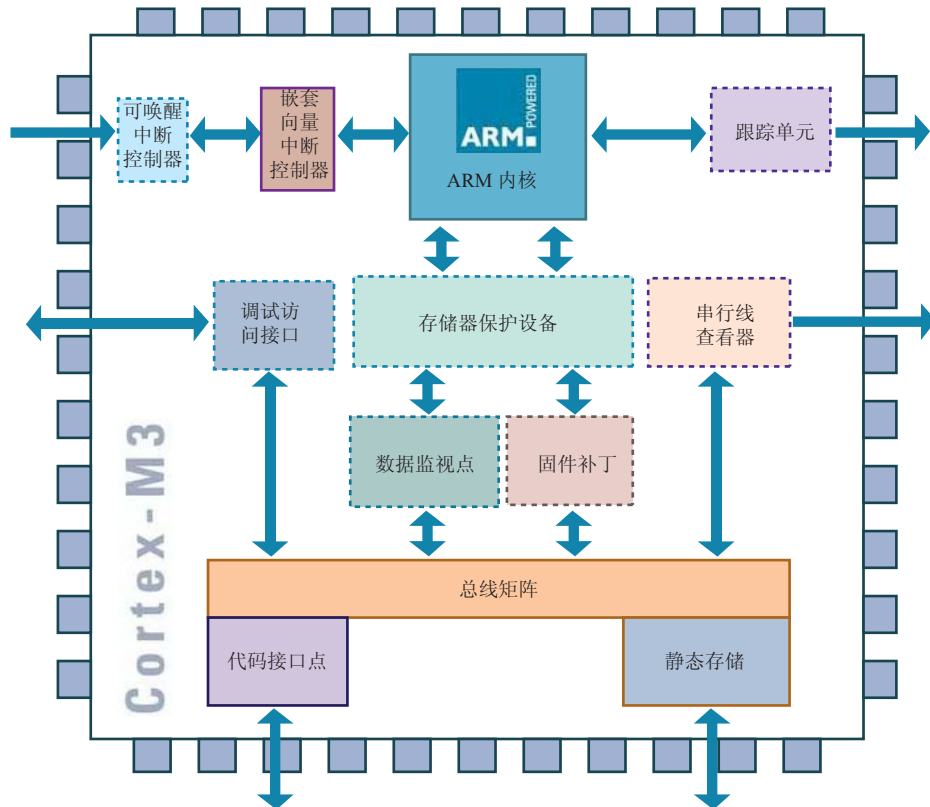 可唤醒
中断
控制器
嵌套
向量
中断
控制器
ARM
POWERED
ARM 内核
跟踪单元
调试访
问接口
存储器保护设备
串行线
查看器
数据监视点
固件补丁
总线矩阵
代码接口点
静态存储
Cortex-M3